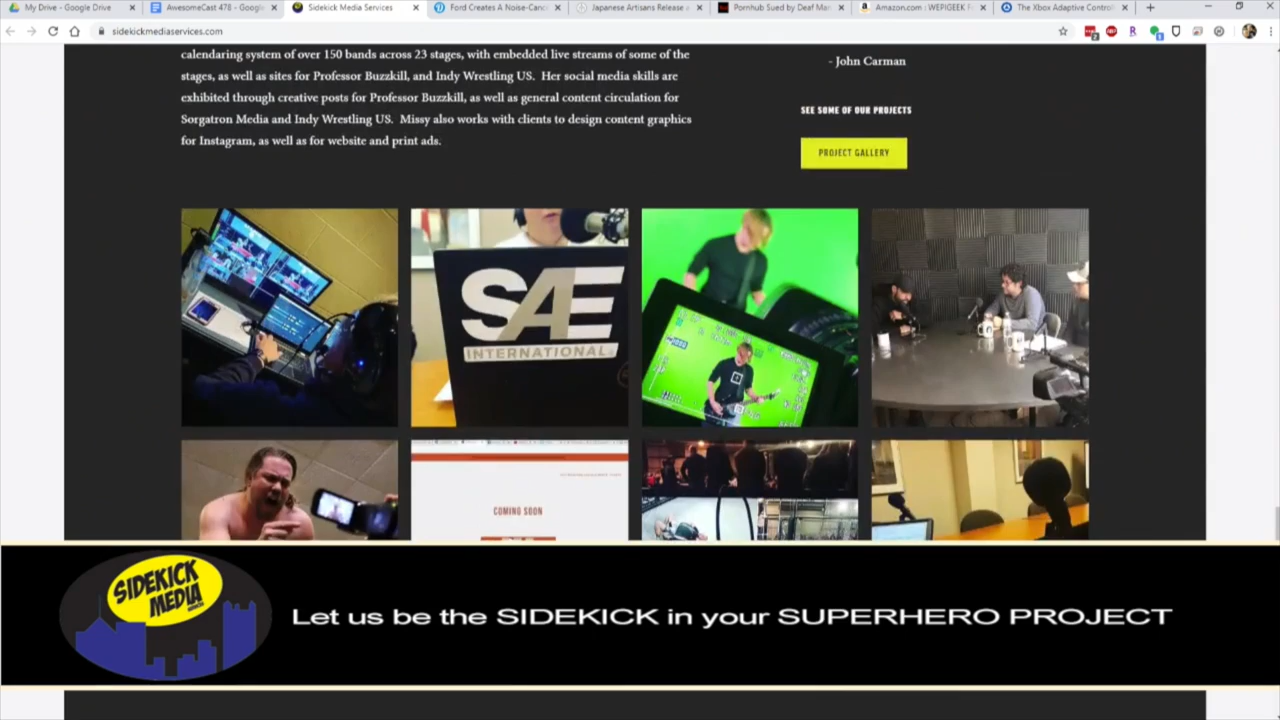 My Drive - Google Drive
AwesomeCast 478 - Google
Sidekick Media Services
Ford Creates A Noise-Canc
Japanese Artisans Release a
Pornhub Sued by Deaf Man
Amazon.com : WEPIGEEK F
The Xbox Adaptive Control
sidekickmediaservices.com
calendaring system of over 150 bands across 23 stages, with embedded live streams of some of the
stages, as well as sites for Professor Buzzkill, and Indy Wrestling US. Her social media skills are
exhibited through creative posts for Professor Buzzkill, as well as general content circulation for
Sorgatron Media and Indy Wrestling US. Missy also works with clients to design content graphics
for Instagram, as well as for website and print ads.
- John Carman
SEE SOME OF OUR PROJECTS
PROJECT GALLERY
SAE
INTERNATIONAL
COMING SOON
SIDEKICK
MEDIA
Let us be the SIDEKICK in your SUPERHERO PROJECT